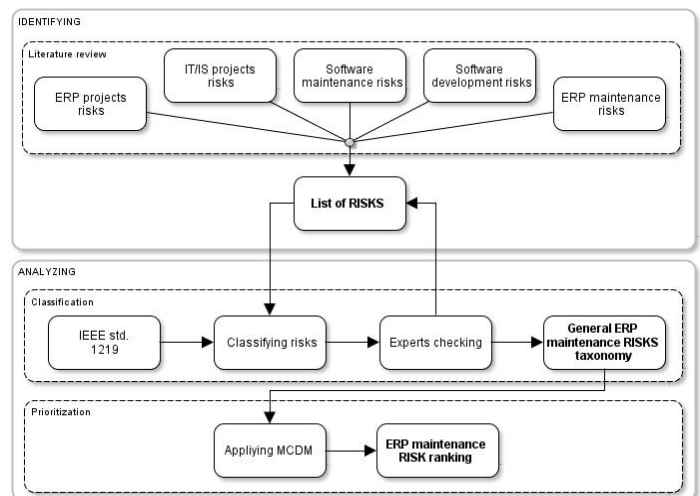 IDENTIFYING
Literature review
IT/IS projects
risks
Software
maintenance risks
Software
development risks
ERP projects
risks
ERP maintenance
risks
List of RISKS
ANALYZING
Classification
IEEE std.
1219
Classifying risks
Experts checking
General ERP
maintenance RISKS
taxonomy
Prioritization
Appliying MCDM
ERP maintenance
RISK ranking